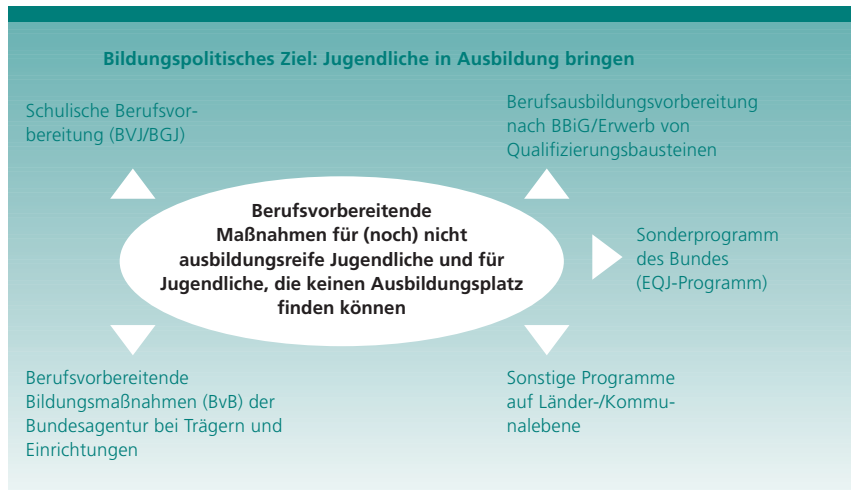 Bildungspolitisches Ziel: Jugendliche in Ausbildung bringen
Schulische Berufsvor-
bereitung (BVJ/BGJ)
Berufsausbildungsvorbereitung
nach BBiG/Erwerb von
Qualifizierungsbausteinen
Berufsvorbereitende
Maßnahmen für (noch) nicht
ausbildungsreife Jugendliche und für
Jugendliche, die keinen Ausbildungsplatz
finden können
Sonderprogramm
des Bundes
(EQJ-Programm)
Berufsvorbereitende
Bildungsmaßnahmen (BvB) der
Bundesagentur bei Trägern und
Einrichtungen
Sonstige Programme
auf Länder-/Kommu-
nalebene